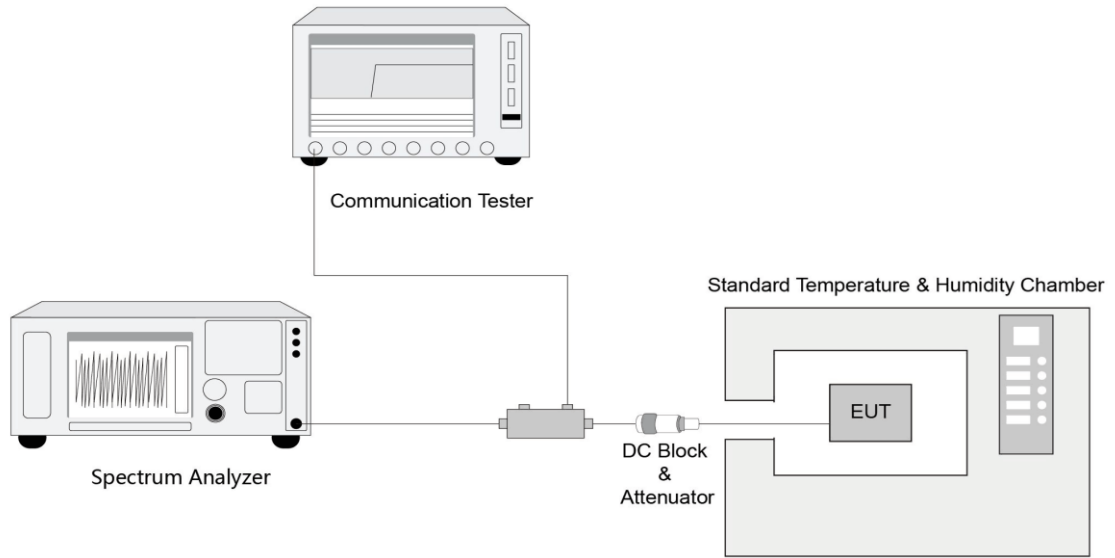 Communication Tester
Standard Temperature & Humidity Chamber
EUT
DC Block
&
Attenuator
Spectrum Analyzer